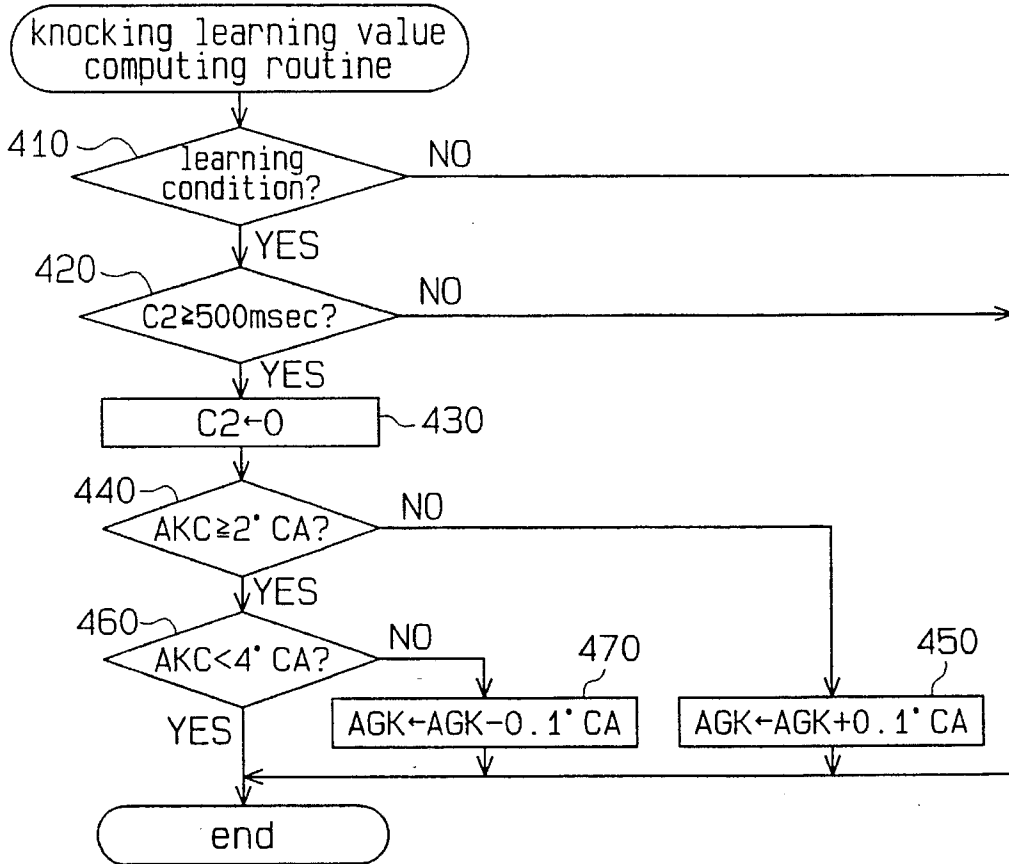 knocking learning value
computing routine
410
learning
condition?
NO
YES
420
C2≧500msec?
NO
YES
C2←0
430
440
AKC≧2° CA?
NO
YES
460
AKC<4° CA?
NO
470
450
AGK←AGK−0.1° CA
AGK←AGK+0.1° CA
YES
end